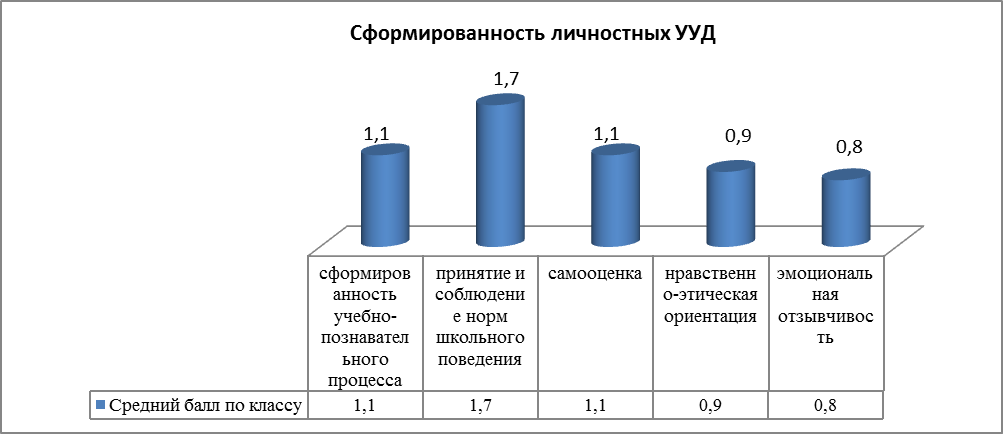 Сформированность личностных УУД
1,1
1,7
1,1
0,9
0,8
сформиров
анность
учебно-
познавател
ьного
процесса
принятие и
соблюдени
е норм
школьного
поведения
самооценка
нравственн
о-этическая
ориентация
эмоциональ
ная
отзывчивос
ть
Средний балл по классу 1,1 1,7 1,1 0,9 0,8